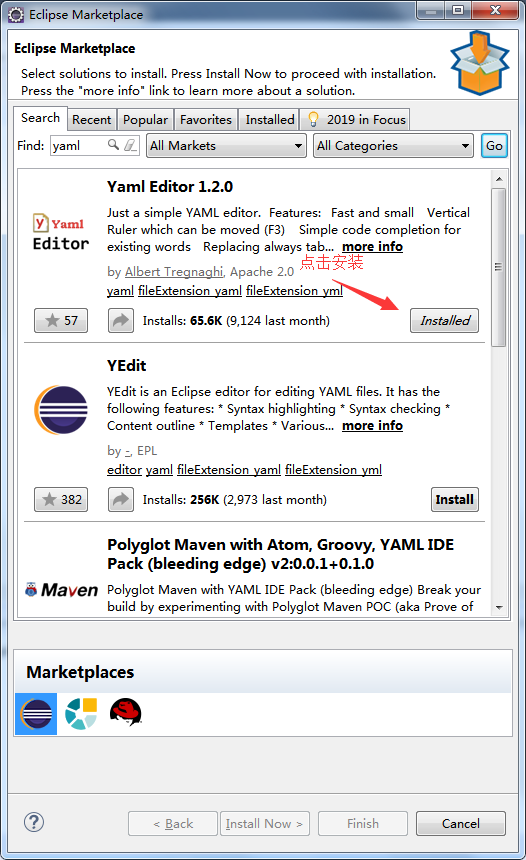 Eclipse Marketplace
Eclipse Marketplace
Select solutions to install. Press Install Now to proceed with installation.
Press the "more info" link to learn more about a solution.
Search Recent Popular Favorites Installed 2019 in Focus
Find: yaml All Markets All Categories Go
Yaml Editor 1.2.0
Yaml
Editor
Just a simple YAML editor. Features: Fast and small Vertical
Ruler which can be moved (F3) Simple code completion for
existing words Replacing always tab... more info
by Albert Tregnaghi, Apache 2.0
点击安装
yaml fileExtension_yaml fileExtension_yml
57 Installs: 65.6K (9,124 last month) Installed
YEdit
YEdit is an Eclipse editor for editing YAML files. It has the
following features: * Syntax highlighting * Syntax checking *
Content outline * Templates * Various... more info
by -, EPL
editor yaml fileExtension_yaml fileExtension_yml
382 Installs: 256K (2,973 last month) Install
Polyglot Maven with Atom, Groovy, YAML IDE
Pack (bleeding edge) v2:0.0.1+0.1.0
Maven
Polyglot Maven with YAML IDE Pack (bleeding edge) Break your
build by experimenting with Polyglot Maven POC (aka Prove of
Marketplaces
? < Back Install Now > Finish Cancel